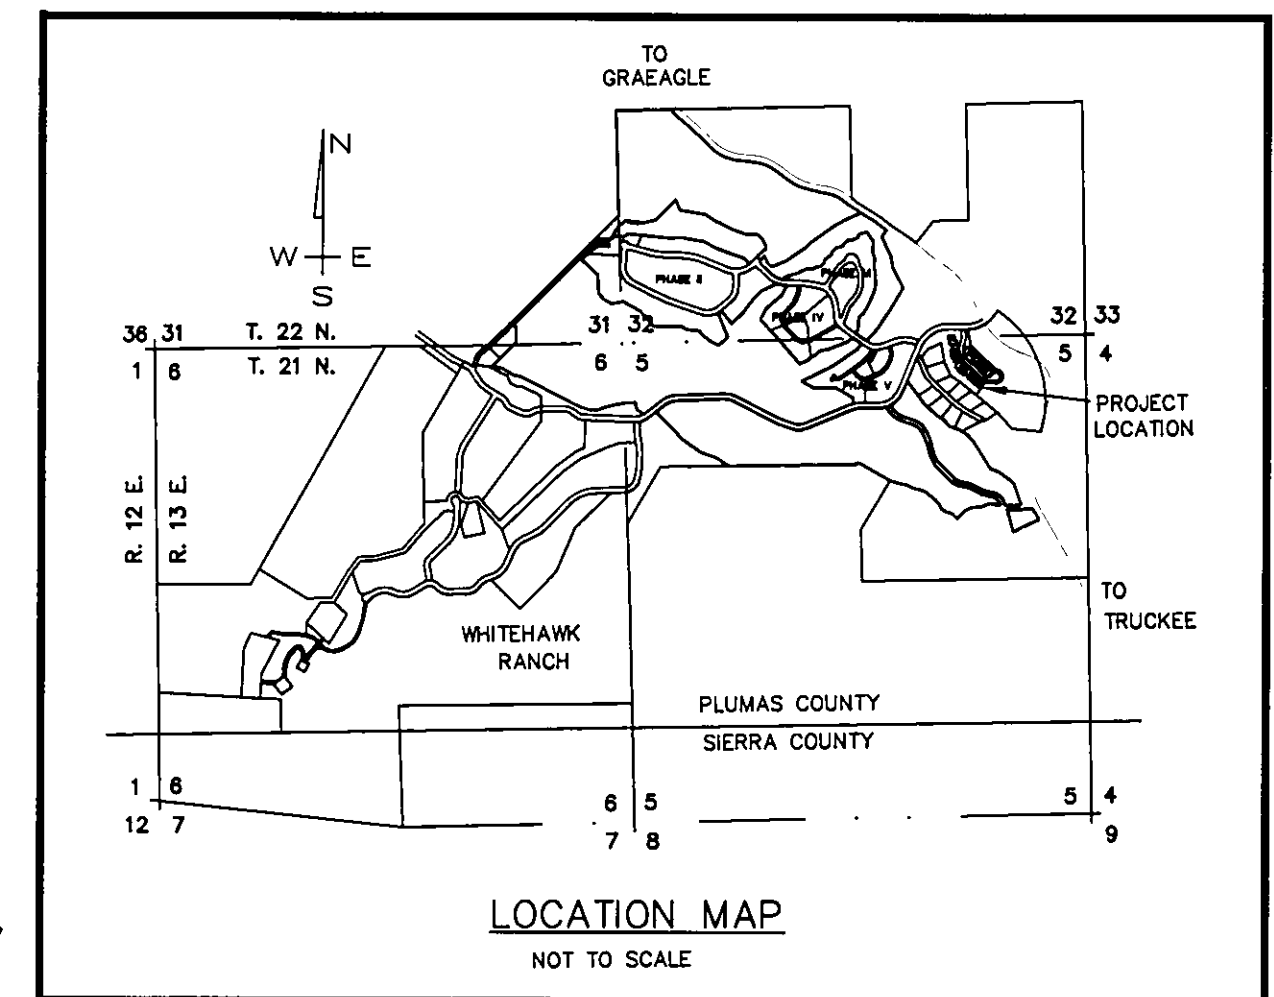 TO
GRAEAGLE
N
W E
S
PHASE II
PHASE VI
PHASE IV
31 32
32 33
36 31 T. 22 N.
1 6 T. 21 N.
6 5
5 4
PHASE V
PROJECT
LOCATION
R. 12 E.
R. 13 E.
TO
TRUCKEE
WHITEHAWK
RANCH
PLUMAS COUNTY
SIERRA COUNTY
1 6
6 5
5 4
12 7
7 8
9
LOCATION MAP
NOT TO SCALE